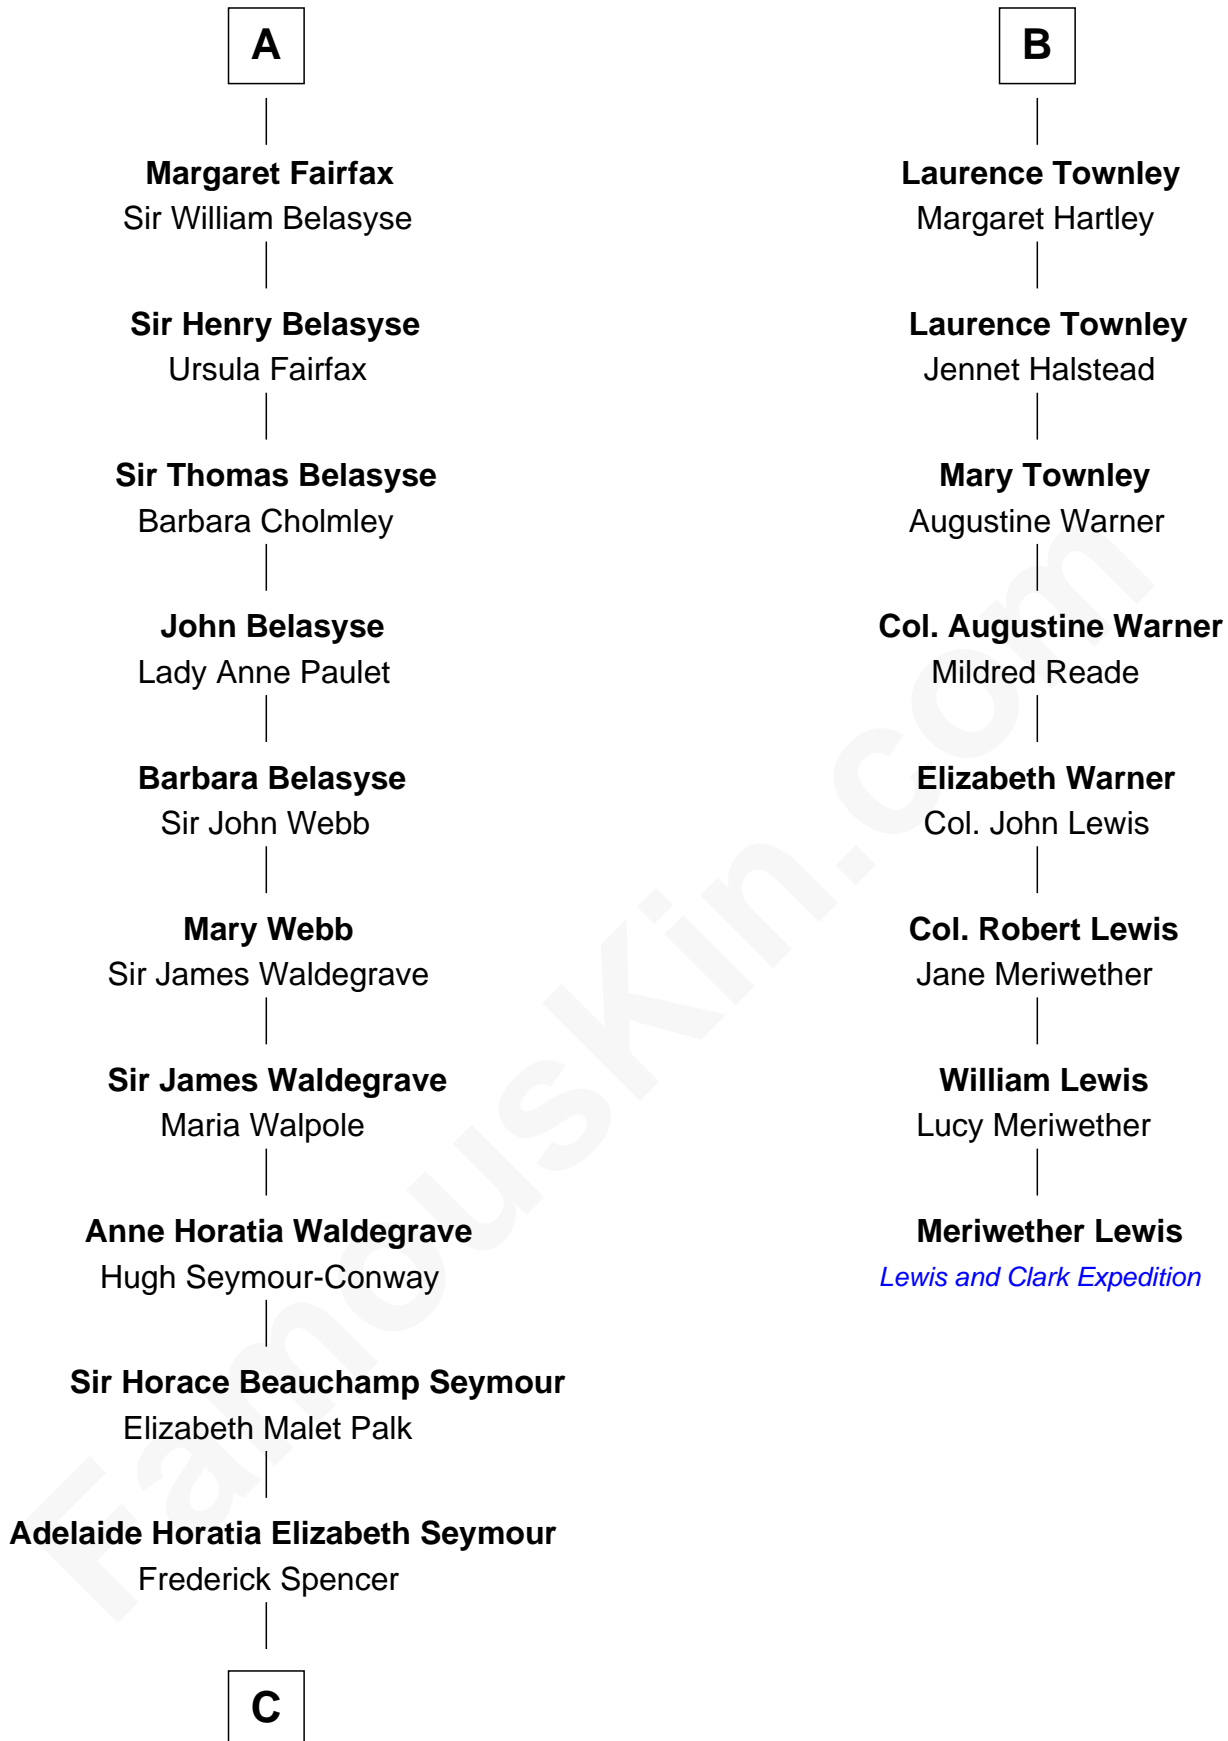 A
Margaret Fairfax
Sir William Belasyse
Sir Henry Belasyse
Ursula Fairfax
Sir Thomas Belasyse
Barbara Cholmley
John Belasyse
Lady Anne Paulet
Barbara Belasyse
Sir John Webb
Mary Webb
Sir James Waldegrave
Sir James Waldegrave
Maria Walpole
Anne Horatia Waldegrave
Hugh Seymour-Conway
Sir Horace Beauchamp Seymour
Elizabeth Malet Palk
Adelaide Horatia Elizabeth Seymour
Frederick Spencer
C
B
Laurence Townley
Margaret Hartley
Laurence Townley
Jennet Halstead
Mary Townley
Augustine Warner
Col. Augustine Warner
Mildred Reade
Elizabeth Warner
Col. John Lewis
Col. Robert Lewis
Jane Meriwether
William Lewis
Lucy Meriwether
Meriwether Lewis
Lewis and Clark Expedition
FamousKin.com